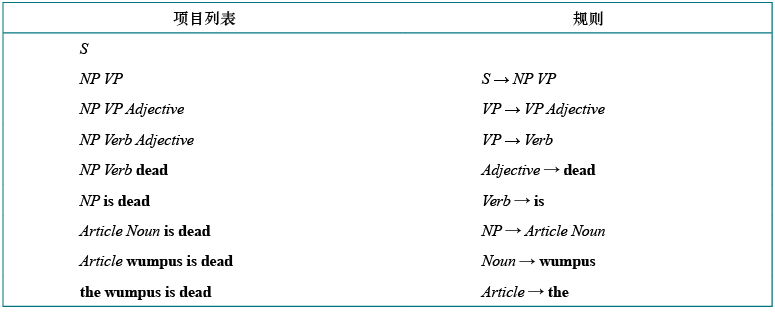 项目列表 规则
S
NP VP S → NP VP
NP VP Adjective VP → VP Adjective
NP Verb Adjective VP → Verb
NP Verb dead Adjective → dead
NP is dead Verb → is
Article Noun is dead NP → Article Noun
Article wumpus is dead Noun → wumpus
the wumpus is dead Article → the